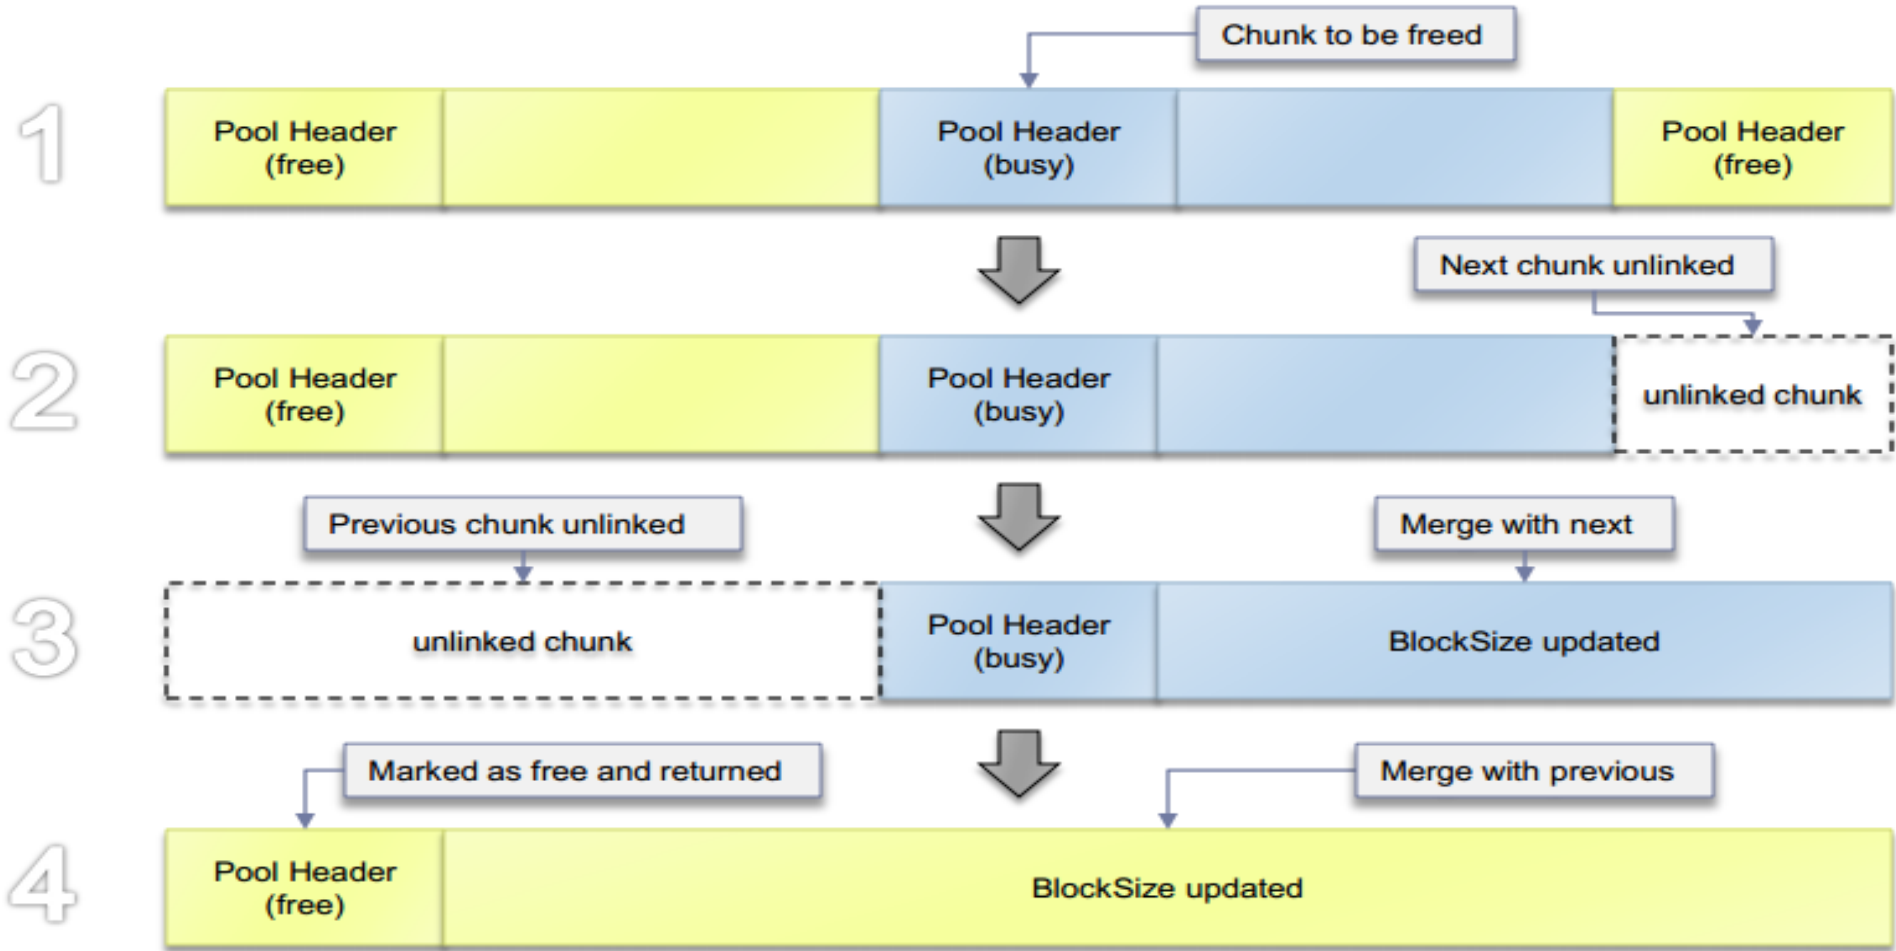 Chunk to be freed
1
Pool Header
(free)
Pool Header
(busy)
Pool Header
(free)
Next chunk unlinked
2
Pool Header
(free)
Pool Header
(busy)
unlinked chunk
Previous chunk unlinked
Merge with next
3
unlinked chunk
Pool Header
(busy)
BlockSize updated
Marked as free and returned
Merge with previous
4
Pool Header
(free)
BlockSize updated